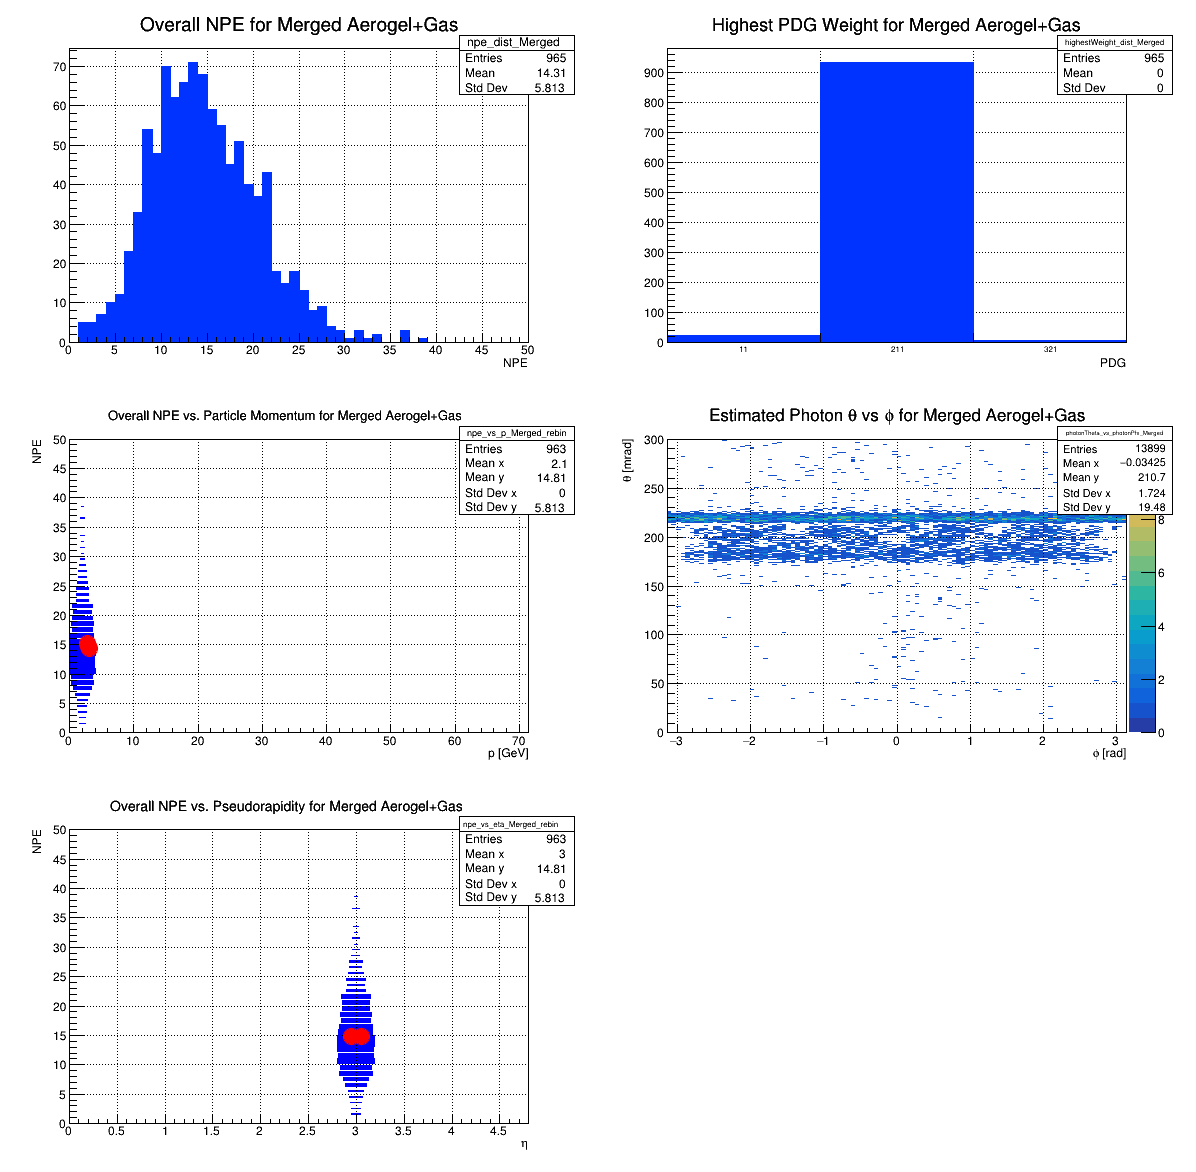 Overall NPE for Merged Aerogel+Gas
npe_dist_Merged
Entries 965
Mean 14.31
Std Dev 5.813
70
60
50
40
30
20
10
0
0 5 10 15 20 25 30 35 40 45 50
NPE
Highest PDG Weight for Merged Aerogel+Gas
highestWeight_dist_Merged
Entries 965
Mean 0
Std Dev 0
900
800
700
600
500
400
300
200
100
0
11 211 321
PDG
Overall NPE vs. Particle Momentum for Merged Aerogel+Gas
npe_vs_p_Merged_rebin
Entries 963
Mean x 2.1
Mean y 14.81
Std Dev x 0
Std Dev y 5.813
NPE
50
45
40
35
30
25
20
15
10
5
0
0 10 20 30 40 50 60 70
p [GeV]
Estimated Photon θ vs ϕ for Merged Aerogel+Gas
photonTheta_vs_photonPhi_Merged
Entries 13899
Mean x −0.03425
Mean y 210.7
Std Dev x 1.724
Std Dev y 19.48
θ [mrad]
300
250
200
150
100
50
0
−3 −2 −1 0 1 2 3
ϕ [rad]
8
6
4
2
0
Overall NPE vs. Pseudorapidity for Merged Aerogel+Gas
npe_vs_eta_Merged_rebin
Entries 963
Mean x 3
Mean y 14.81
Std Dev x 0
Std Dev y 5.813
NPE
50
45
40
35
30
25
20
15
10
5
0
0 0.5 1 1.5 2 2.5 3 3.5 4 4.5
η